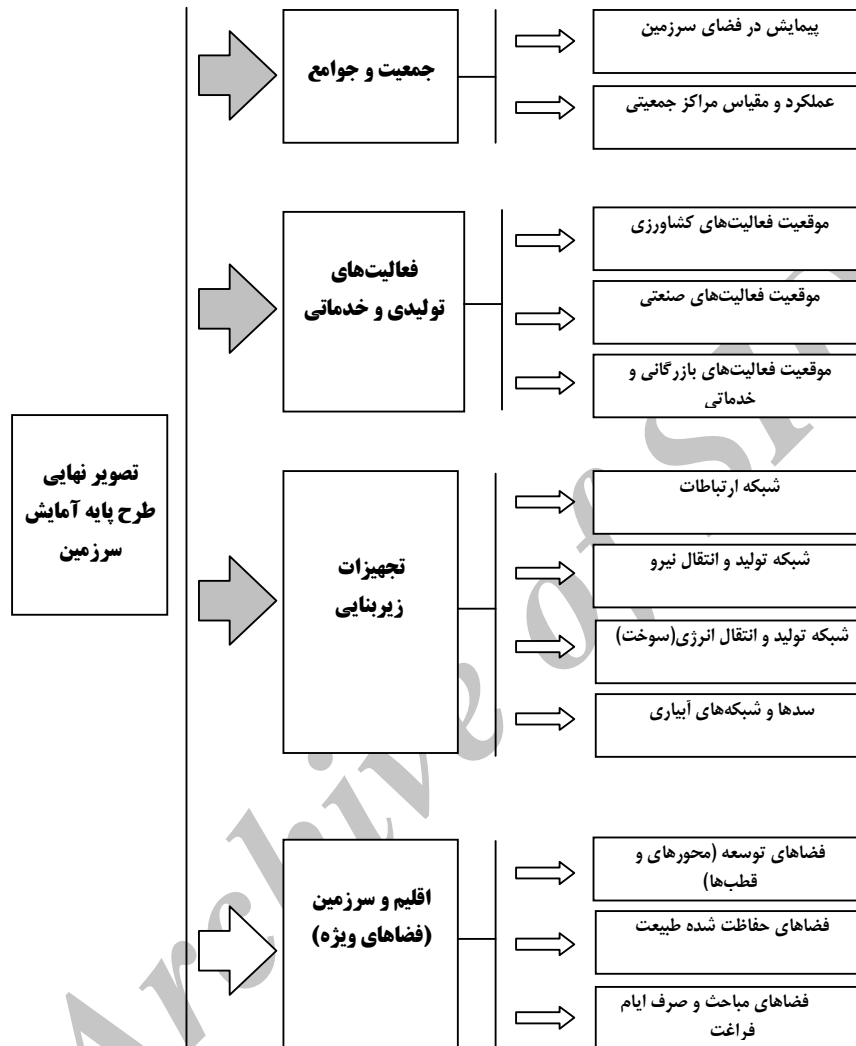 تصویر نهایی
طرح پایه آمایش
سرزمین
جمعیت و جوامع
پیمایش در فضای سرزمین
عملکرد و مقیاس مراکز جمعیتی
فعالیت‌های
تولیدی و خدماتی
موقعیت فعالیت‌های کشاورزی
موقعیت فعالیت‌های صنعتی
موقعیت فعالیت‌های بازرگانی و
خدماتی
تجهیزات
زیربنایی
شبکه ارتباطات
شبکه تولید و انتقال نیرو
شبکه تولید و انتقال انرژی(سوخت)
سدها و شبکه‌های آبیاری
اقلیم و سرزمین
(فضاهای ویژه)
فضاهای توسعه (محورهای و
قطب‌ها)
فضاهای حفاظت شده طبیعت
فضاهای مباحث و صرف ایام
فراغت
Archive of S